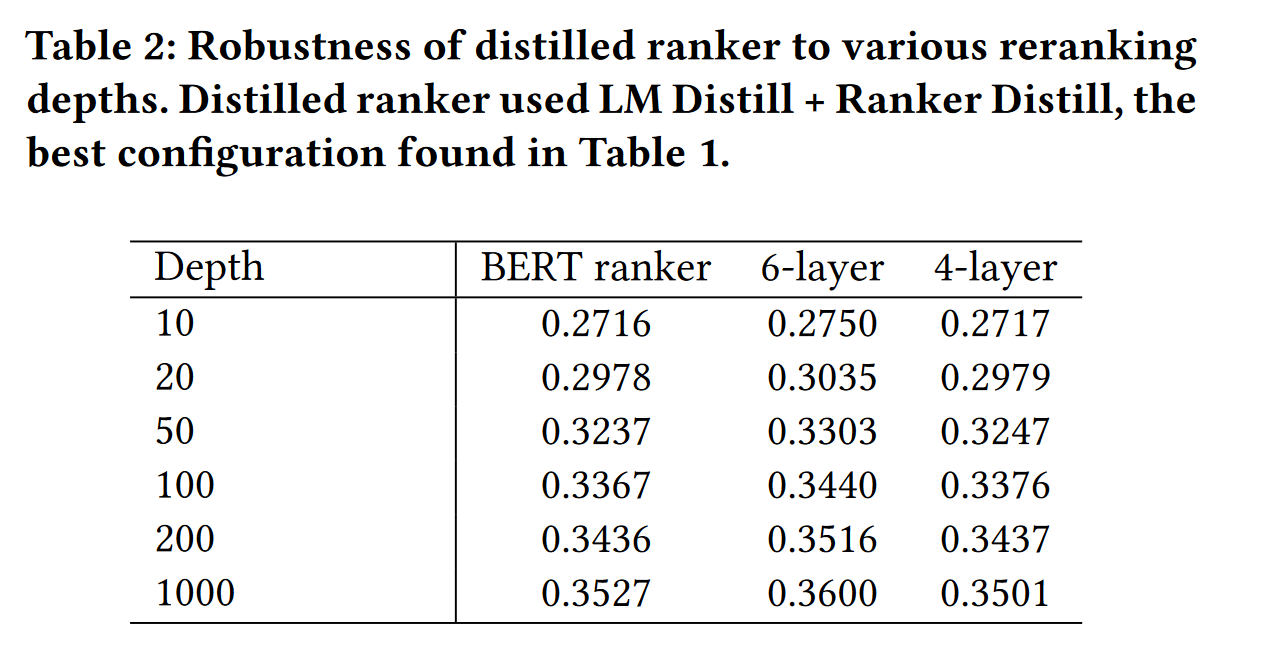 Table 2: Robustness of distilled ranker to various reranking
depths. Distilled ranker used LM Distill + Ranker Distill, the
best configuration found in Table 1.
Depth BERT ranker 6-layer 4-layer
10 0.2716 0.2750 0.2717
20 0.2978 0.3035 0.2979
50 0.3237 0.3303 0.3247
100 0.3367 0.3440 0.3376
200 0.3436 0.3516 0.3437
1000 0.3527 0.3600 0.3501